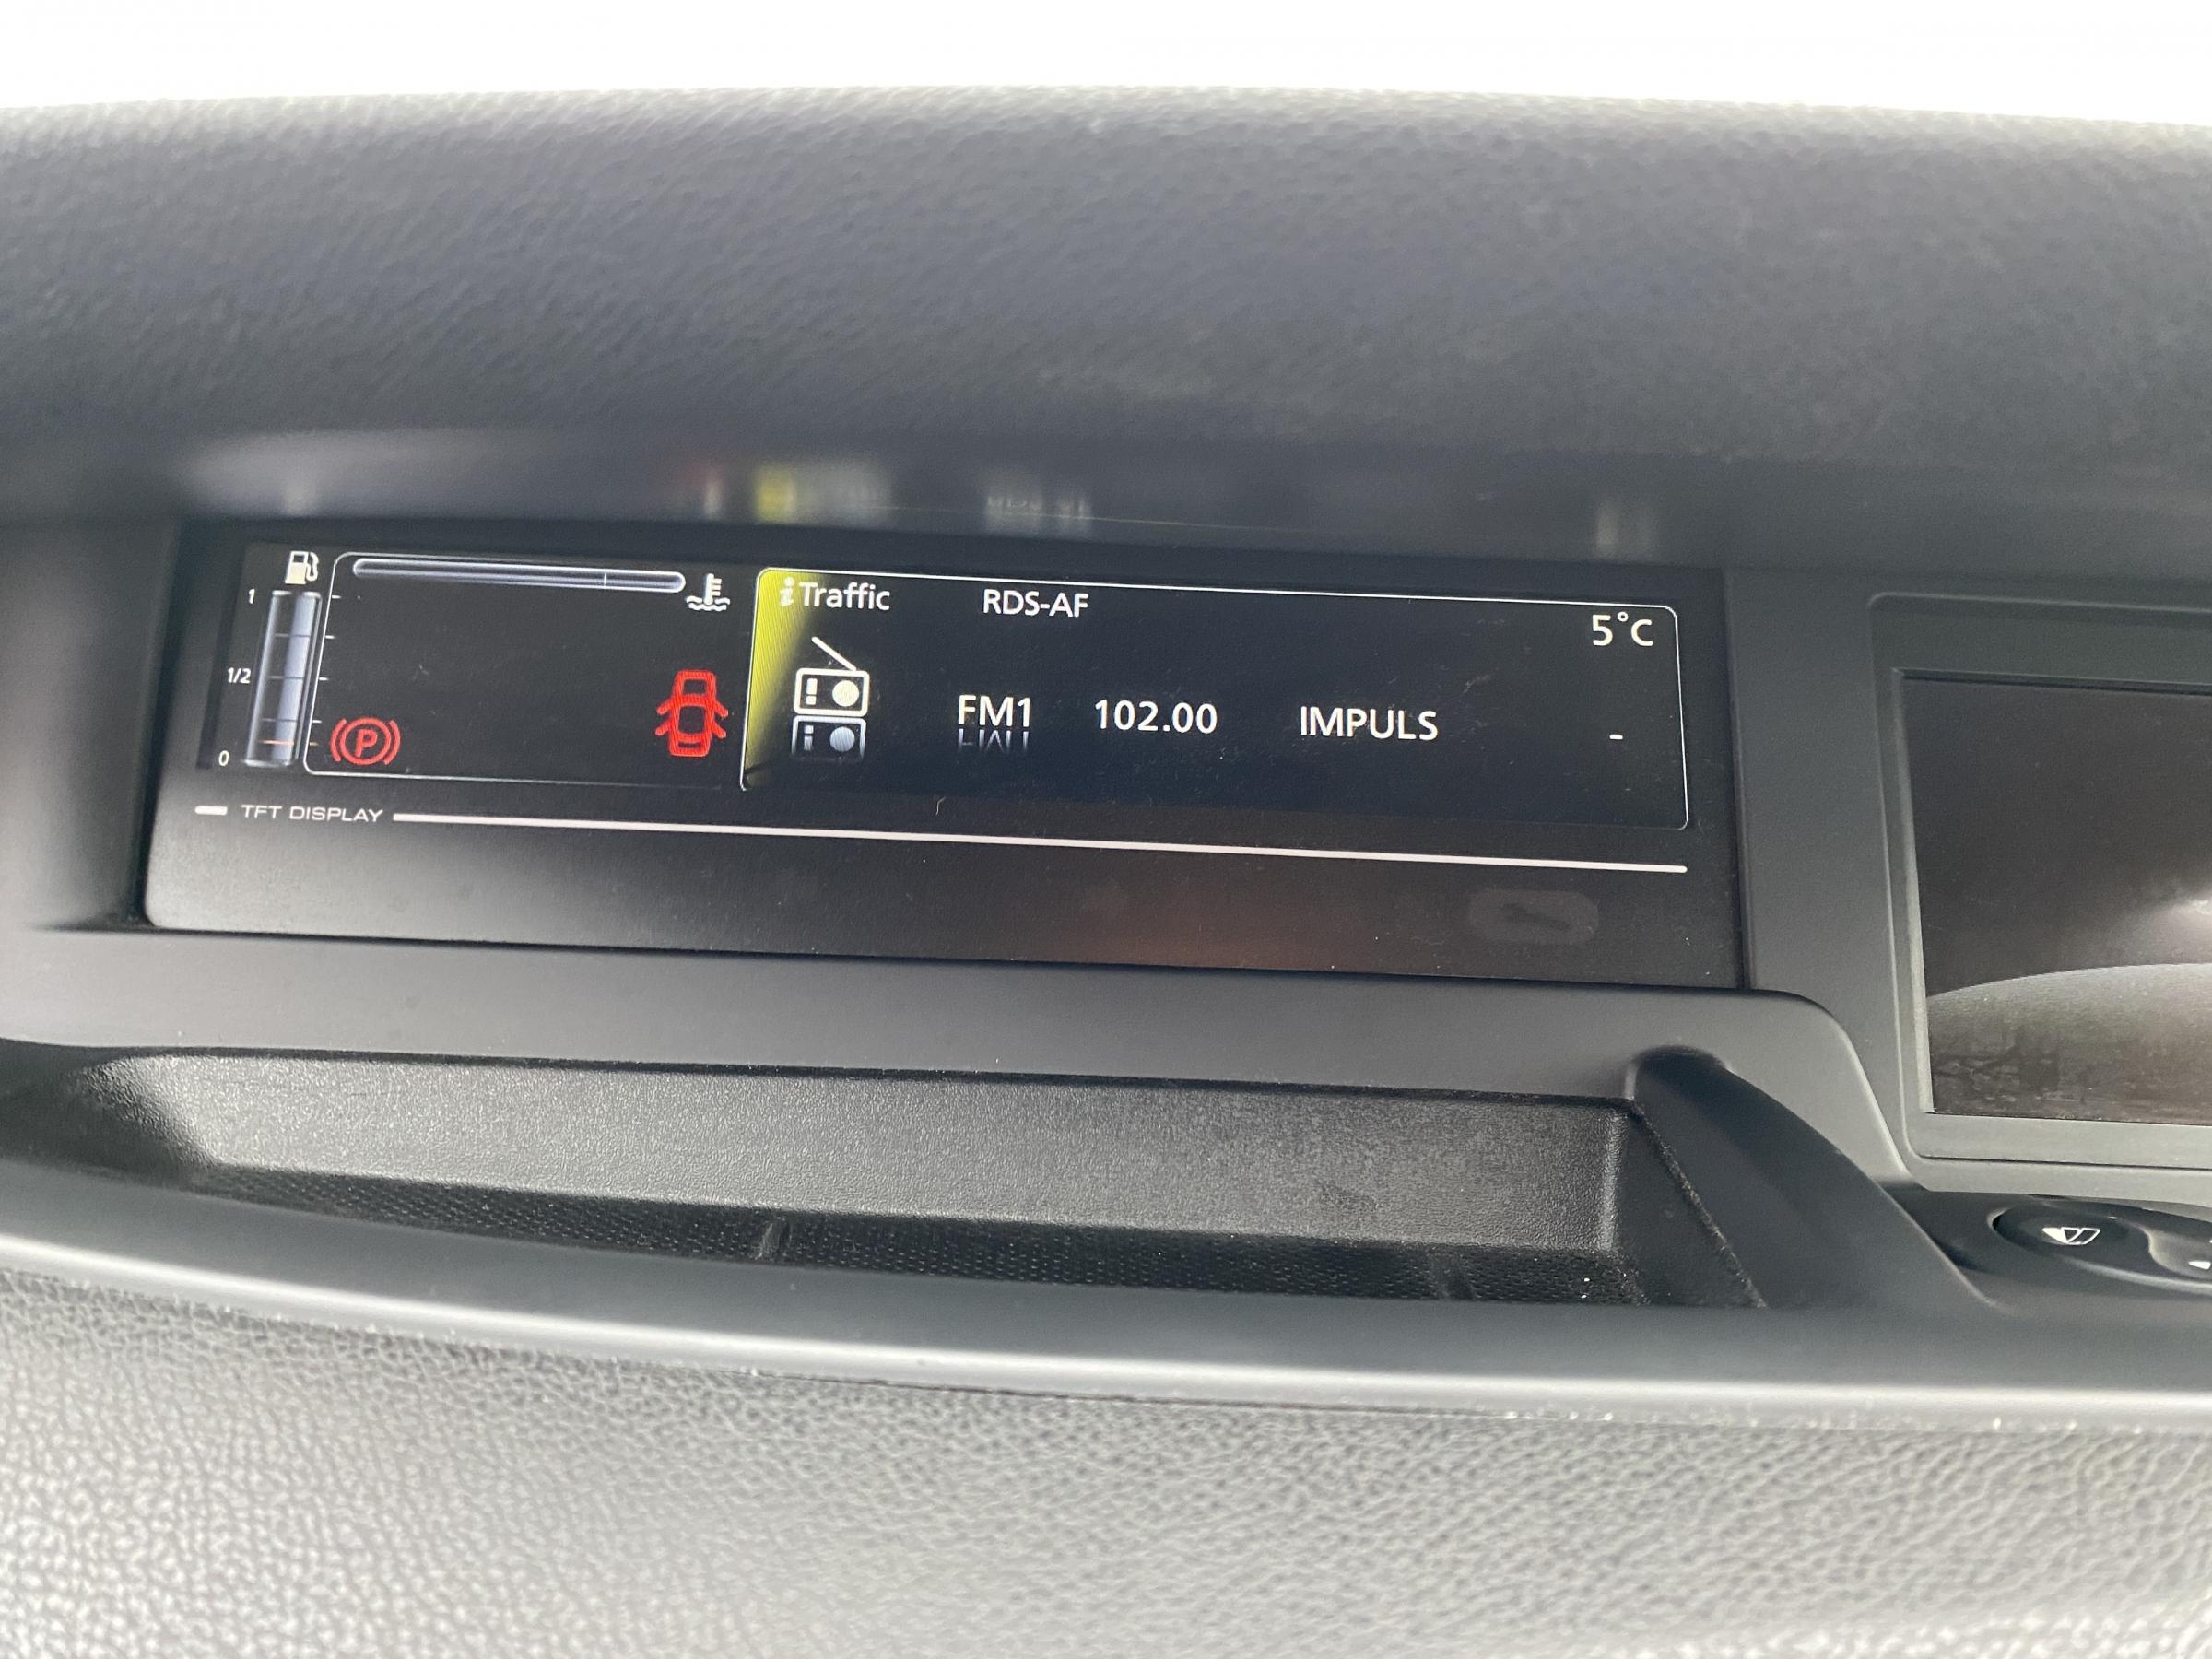 1
1/2
0
P
i Traffic RDS-AF
5°C
FM1 102.00 IMPULS -
TFT DISPLAY